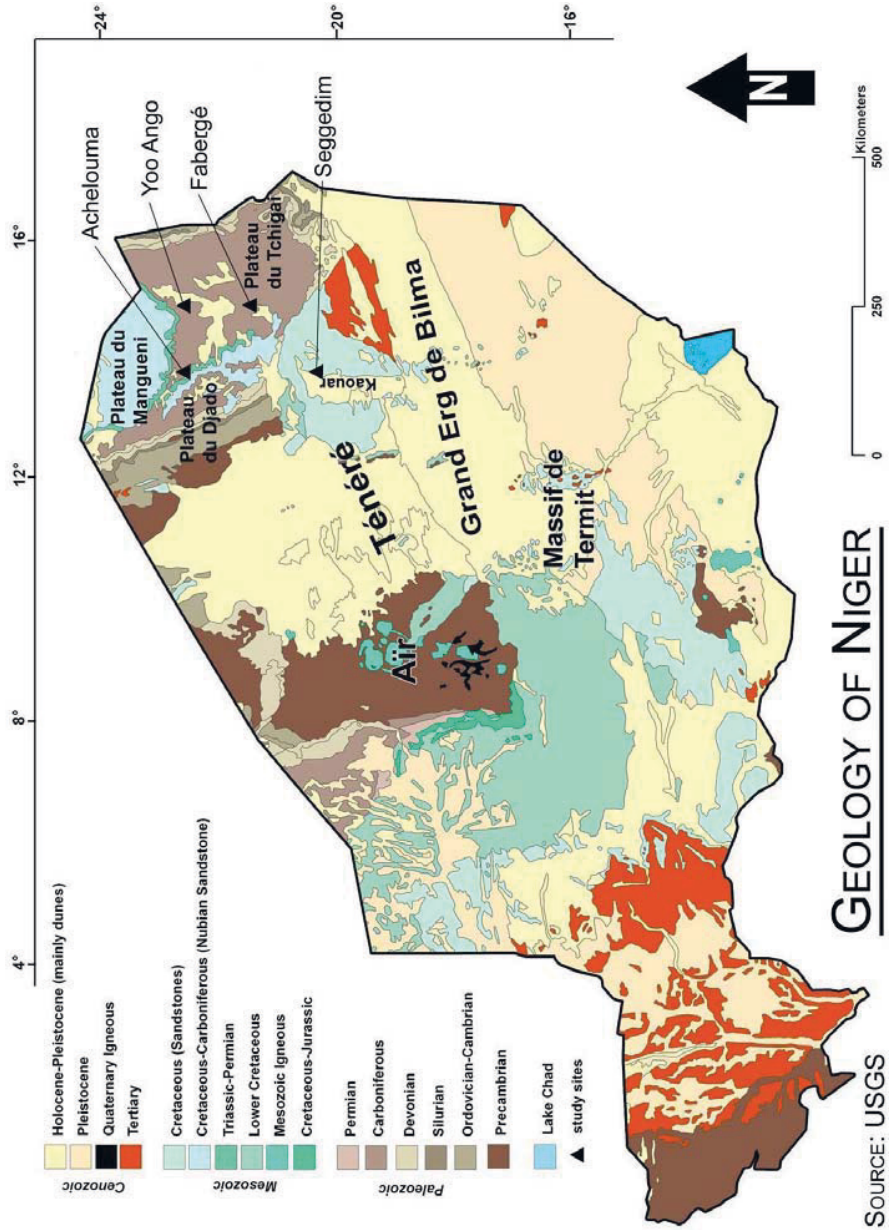 4°
8°
12°
16°
24°
20°
16°
Cenozoic
Holocene-Pleistocene (mainly dunes)
Pleistocene
Quaternary Igneous
Tertiary
Mesozoic
Cretaceous (Sandstones)
Cretaceous-Carboniferous (Nubian Sandstone)
Triassic-Permian
Lower Cretaceous
Mesozoic Igneous
Cretaceous-Jurassic
Paleozoic
Permian
Carboniferous
Devonian
Silurian
Ordovician-Cambrian
Precambrian
Lake Chad
study sites
Achelouma
Yoo Ango
Fabergé
Seggedim
Plateau du
Mangueni
Plateau
du Djado
Plateau
du Tchigai
Kaouar
Ténéré
Grand Erg de Bilma
Aïr
Massif de
Termit
N
0
250
500
Kilometers
SOURCE: USGS
GEOLOGY OF NIGER